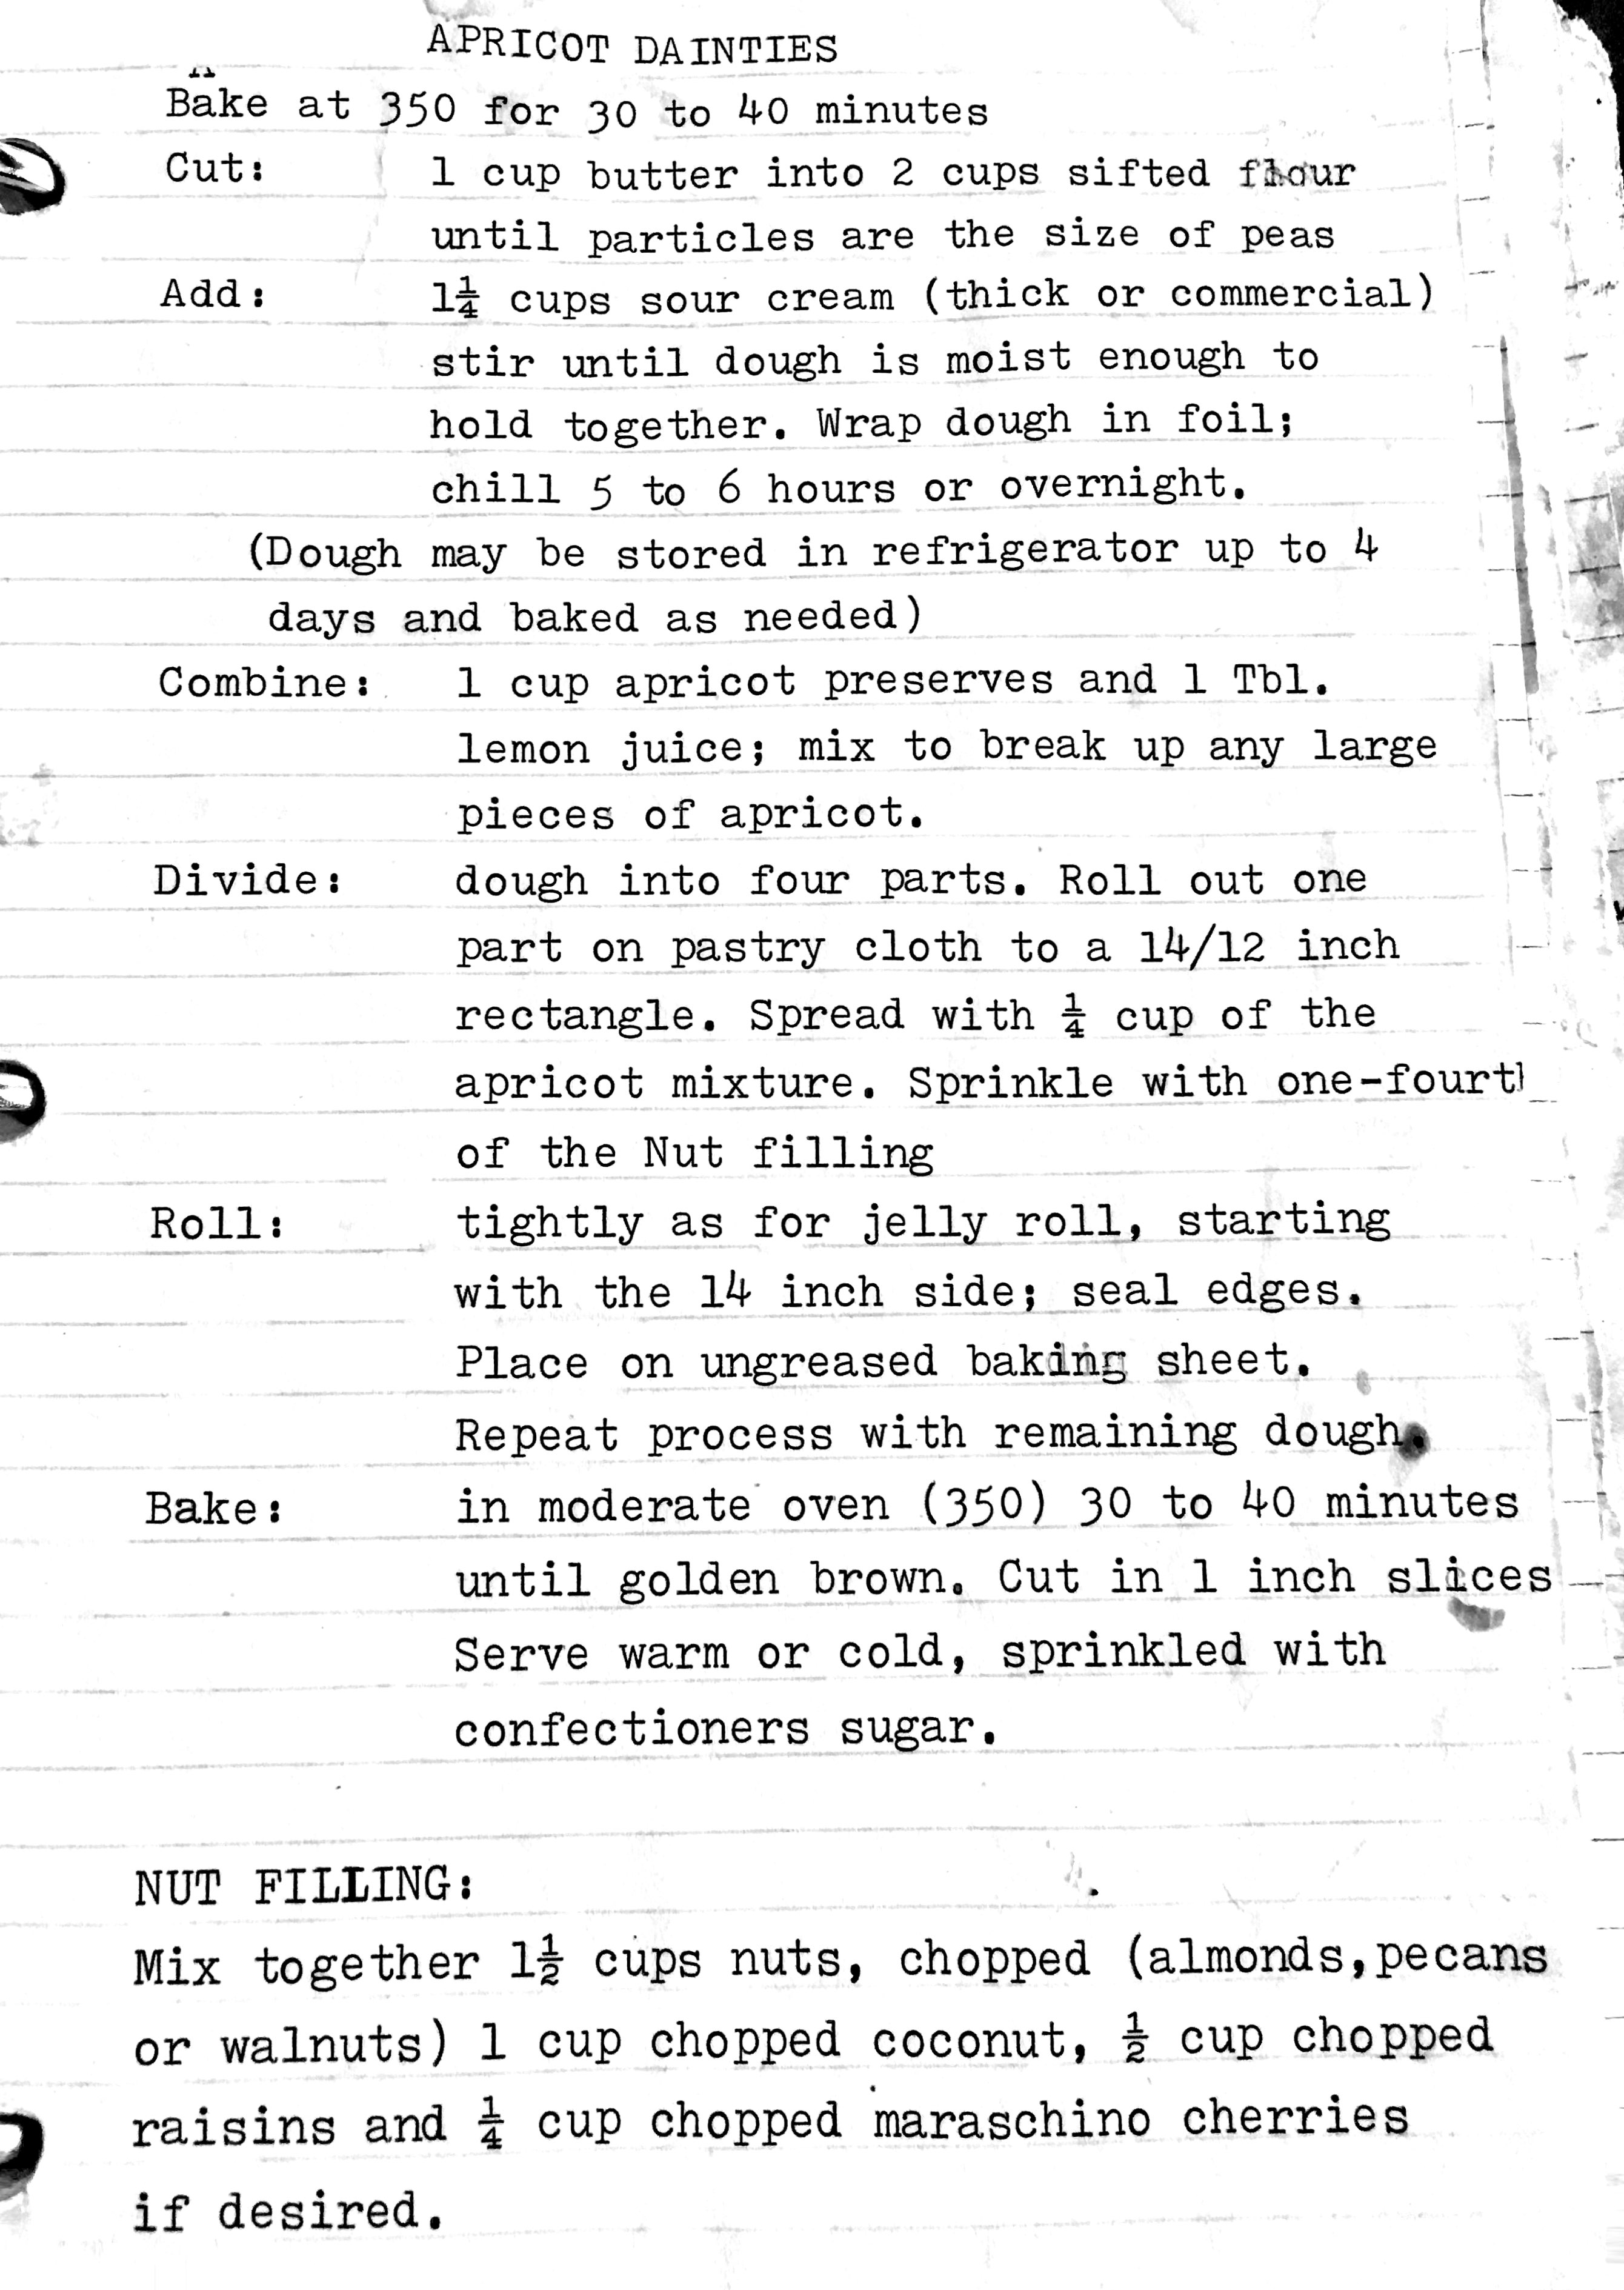 APRICOT DAINTIES
Bake at 350 for 30 to 40 minutes
Cut: 1 cup butter into 2 cups sifted flour
until particles are the size of peas
Add: 1¼ cups sour cream (thick or commercial)
stir until dough is moist enough to
hold together. Wrap dough in foil;
chill 5 to 6 hours or overnight.
(Dough may be stored in refrigerator up to 4
days and baked as needed)
Combine: 1 cup apricot preserves and 1 Tbl.
lemon juice; mix to break up any large
pieces of apricot.
Divide: dough into four parts. Roll out one
part on pastry cloth to a 14/12 inch
rectangle. Spread with ¼ cup of the
apricot mixture. Sprinkle with one-fourth
of the Nut filling
Roll: tightly as for jelly roll, starting
with the 14 inch side; seal edges.
Place on ungreased baking sheet.
Repeat process with remaining dough.
Bake: in moderate oven (350) 30 to 40 minutes
until golden brown. Cut in 1 inch slices
Serve warm or cold, sprinkled with
confectioners sugar.
NUT FILLING:
Mix together 1½ cups nuts, chopped (almonds,pecans
or walnuts) 1 cup chopped coconut, ½ cup chopped
raisins and ¼ cup chopped maraschino cherries
if desired.